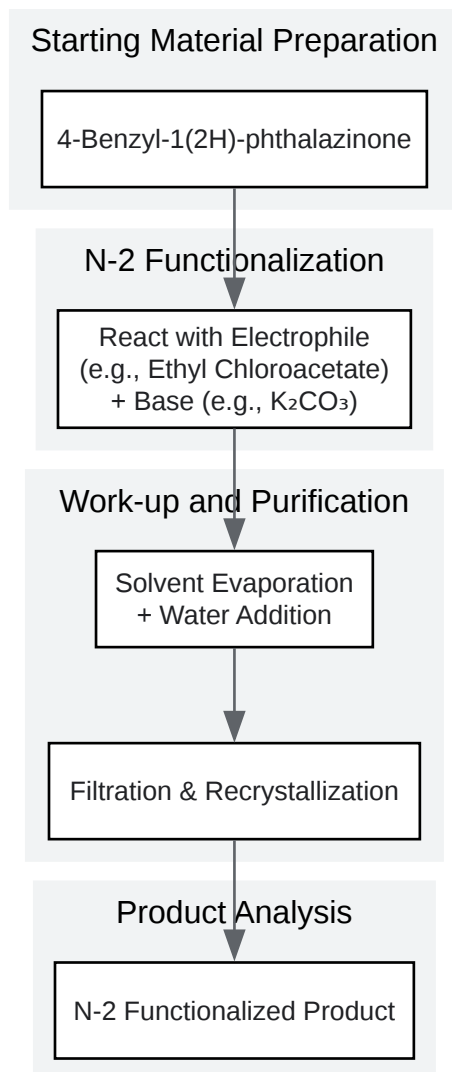 Starting Material Preparation
4-Benzyl-1(2H)-phthalazinone
N-2 Functionalization
React with Electrophile
(e.g., Ethyl Chloroacetate)
+ Base (e.g., K₂CO₃)
Work-up and Purification
Solvent Evaporation
+ Water Addition
Filtration & Recrystallization
Product Analysis
N-2 Functionalized Product